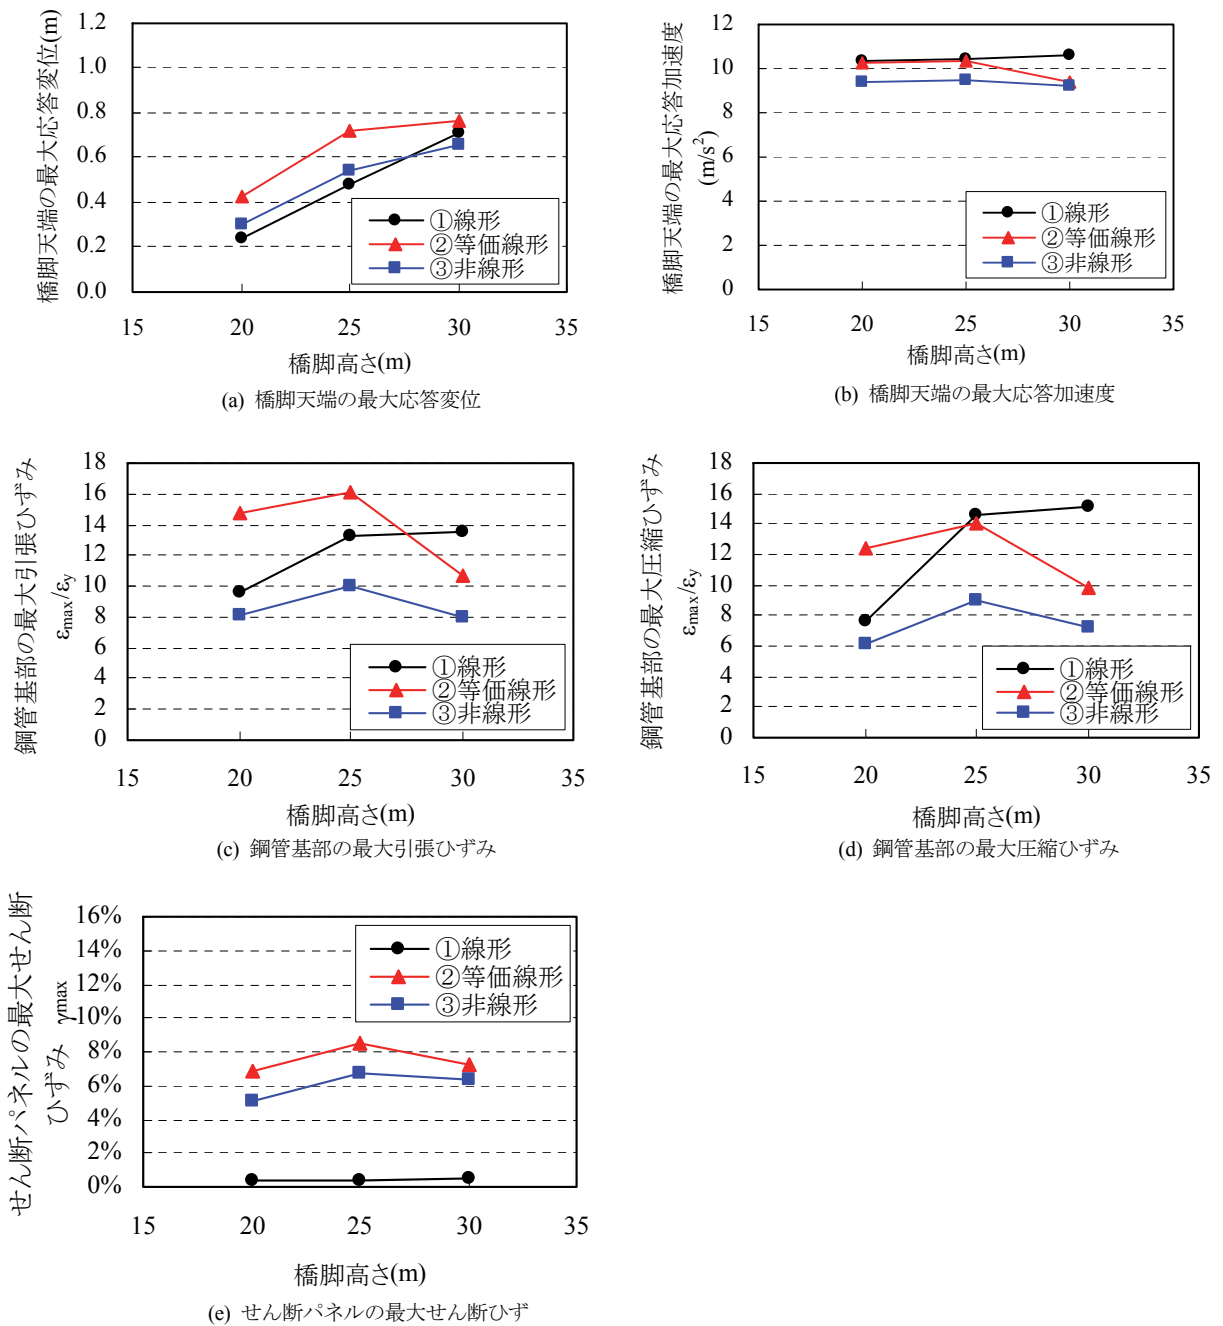 橋脚天端の最大応答変位(m)
1.2
1.0
0.8
0.6
0.4
0.2
0.0
①線形
②等価線形
③非線形
15
20
25
30
35
橋脚高さ(m)
(a) 橋脚天端の最大応答変位
橋脚天端の最大応答加速度
(m/s²)
12
10
8
6
4
2
0
①線形
②等価線形
③非線形
15
20
25
30
35
橋脚高さ(m)
(b) 橋脚天端の最大応答加速度
鋼管基部の最大引張ひずみ
εmax/εy
18
16
14
12
10
8
6
4
2
0
①線形
②等価線形
③非線形
15
20
25
30
35
橋脚高さ(m)
(c) 鋼管基部の最大引張ひずみ
鋼管基部の最大圧縮ひずみ
εmax/εy
18
16
14
12
10
8
6
4
2
0
①線形
②等価線形
③非線形
15
20
25
30
35
橋脚高さ(m)
(d) 鋼管基部の最大圧縮ひずみ
せん断パネルの最大せん断
ひずみ γmax
16%
14%
12%
10%
8%
6%
4%
2%
0%
①線形
②等価線形
③非線形
15
20
25
30
35
橋脚高さ(m)
(e) せん断パネルの最大せん断ひず